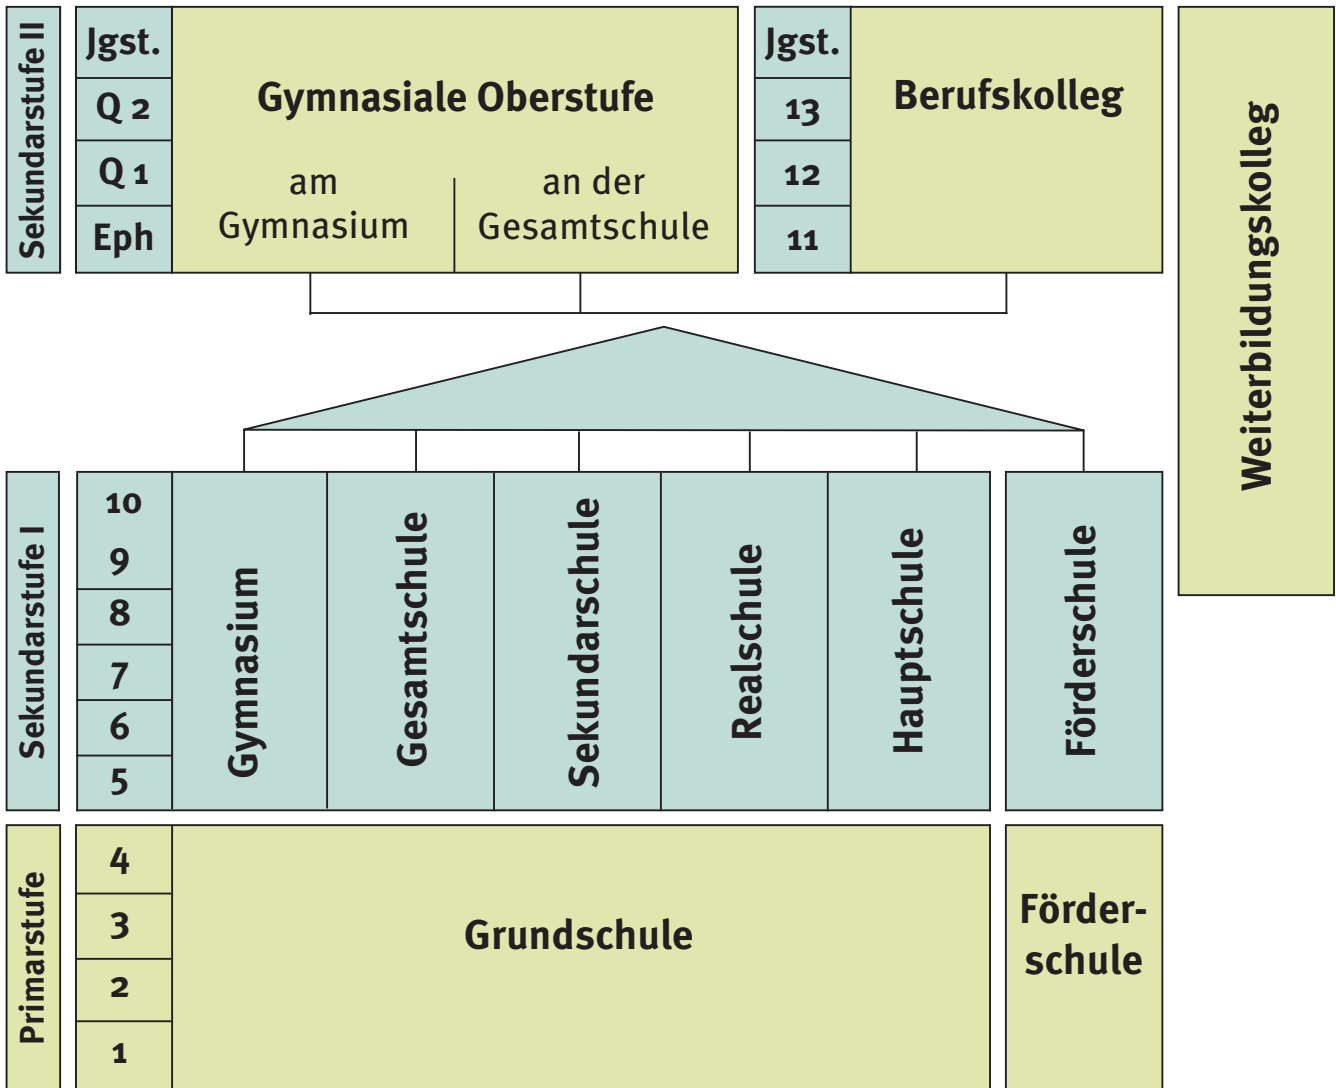 Sekundarstufe II
Jgst.
Q 2
Q 1
Eph
Gymnasiale Oberstufe
am
Gymnasium
an der
Gesamtschule
Jgst.
13
12
11
Berufskolleg
Weiterbildungskolleg
Sekundarstufe I
10
9
8
7
6
5
Gymnasium
Gesamtschule
Sekundarschule
Realschule
Hauptschule
Förderschule
Primarstufe
4
3
2
1
Grundschule
Förder-
schule